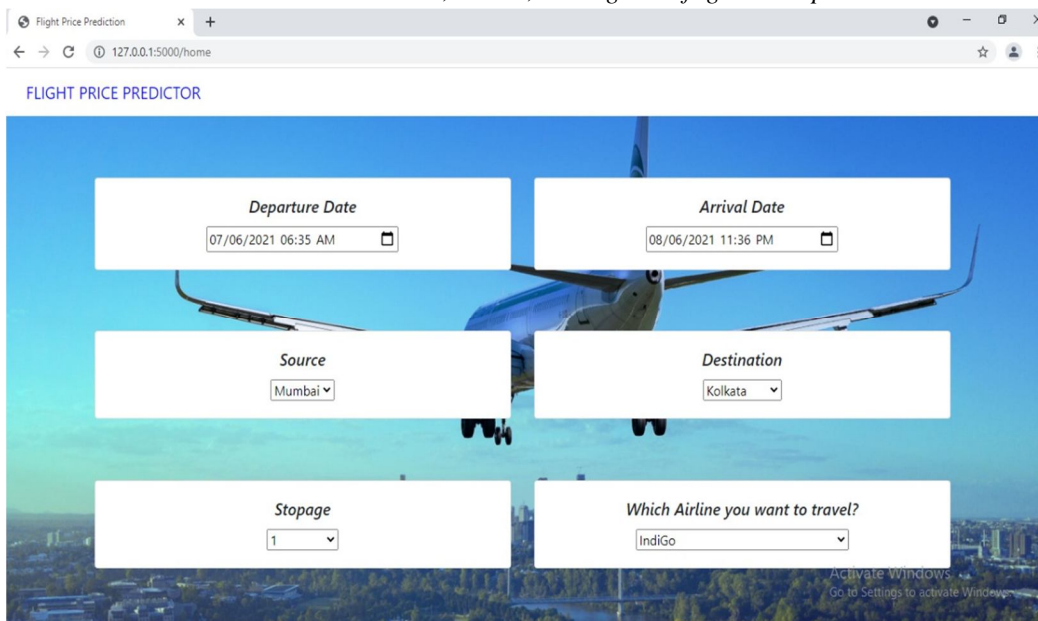 Flight Price Prediction
127.0.0.1:5000/home
FLIGHT PRICE PREDICTOR
Departure Date
07/06/2021 06:35 AM
Arrival Date
08/06/2021 11:36 PM
Source
Mumbai
Destination
Kolkata
Stopage
1
Which Airline you want to travel?
IndiGo
Activate Windows
Go to Settings to activate Windows.